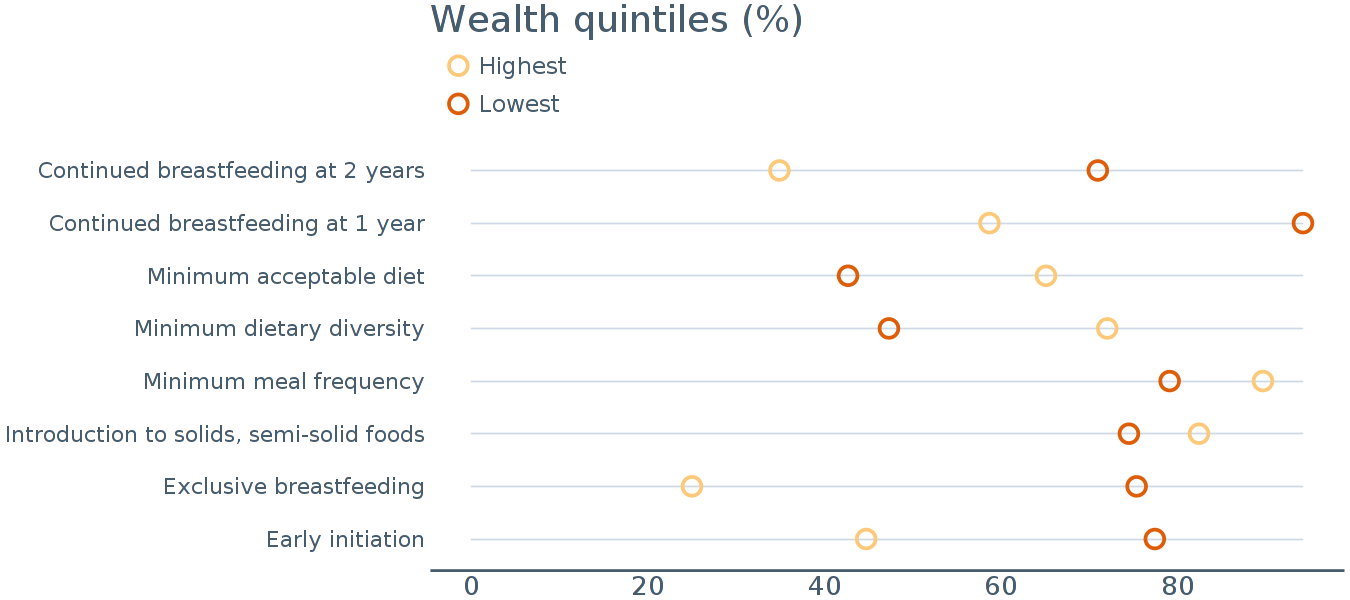 Wealth quintiles (%)
Highest
Lowest
Continued breastfeeding at 2 years
Continued breastfeeding at 1 year
Minimum acceptable diet
Minimum dietary diversity
Minimum meal frequency
Introduction to solids, semi-solid foods
Exclusive breastfeeding
Early initiation
0 20 40 60 80